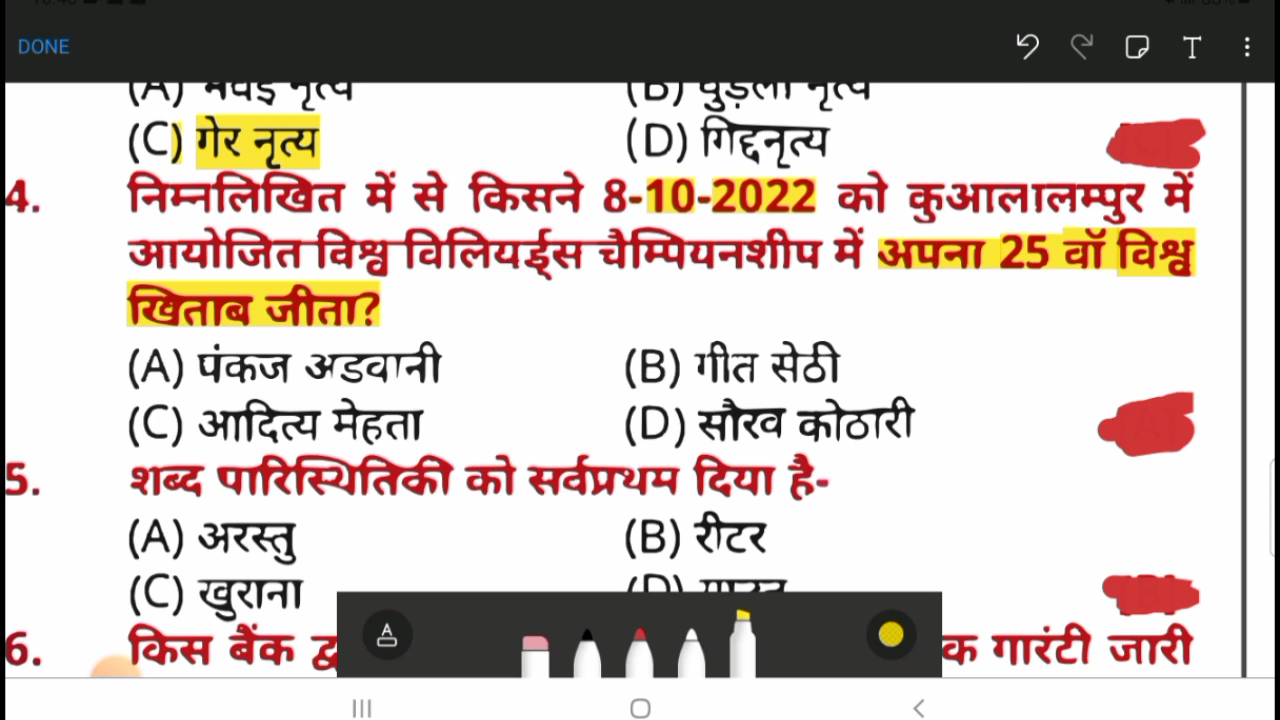 DONE
T
(A) भवई नृत्य (B) घुड़ला नृत्य
(C) गेर नृत्य (D) गिद्दनृत्य
4. निम्नलिखित में से किसने 8-10-2022 को कुआलालम्पुर में
आयोजित विश्व विलियर्ईस चैम्पियनशीप में अपना 25 वॉ विश्व
खिताब जीता?
(A) पंकज अडवानी (B) गीत सेठी
(C) आदित्य मेहता (D) सौरव कोठारी
5. शब्द पारिस्थितिकी को सर्वप्रथम दिया है-
(A) अरस्तु (B) रीटर
(C) खुराना (D)
6. किस बैंक क गारंटी जारी
A